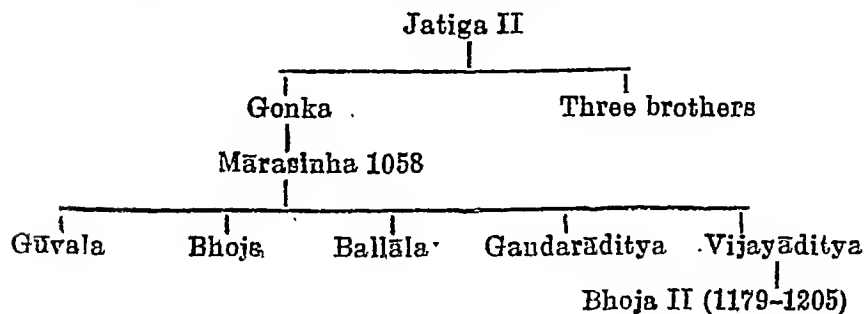 Jatiga II
Gonka Three brothers
Mārasinha 1058
Gūvala Bhoja Ballāla Gandarāditya Vijayāditya
Bhoja II (1179-1205)